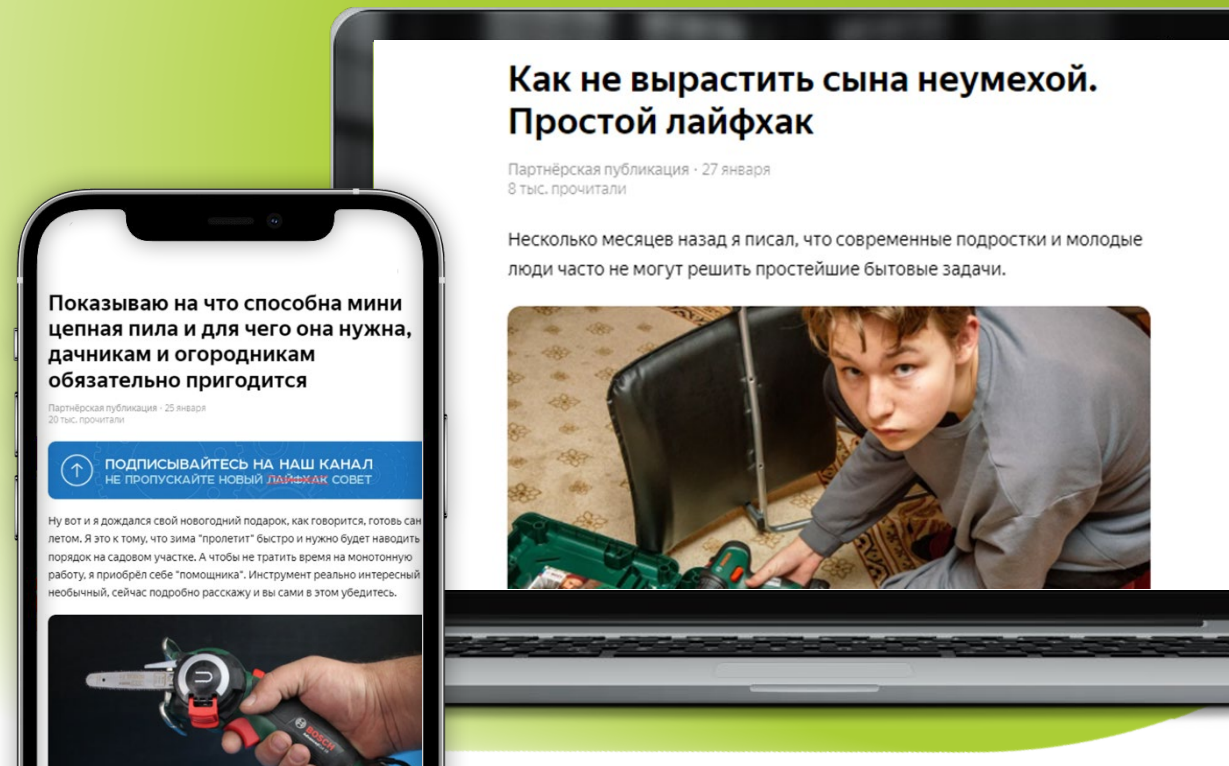 Как не вырастить сына неумехой.
Простой лайфхак
Партнёрская публикация · 27 января
8 тыс. прочитали
Несколько месяцев назад я писал, что современные подростки и молодые
люди часто не могут решить простейшие бытовые задачи.
Показываю на что способна мини
цепная пила и для чего она нужна,
дачникам и огородникам
обязательно пригодится
Партнёрская публикация · 25 января
20 тыс. прочитали
ПОДПИСЫВАЙТЕСЬ НА НАШ КАНАЛ
НЕ ПРОПУСКАЙТЕ НОВЫЙ ЛАЙФХАК СОВЕТ
Ну вот и я дождался свой новогодний подарок, как говорится, готовь сан
летом. Я это к тому, что зима "пролетит" быстро и нужно будет наводить
порядок на садовом участке. А чтобы не тратить время на монотонную
работу, я приобрёл себе "помощника". Инструмент реально интересный
необычный, сейчас подробно расскажу и вы сами в этом убедитесь.
BOSCH